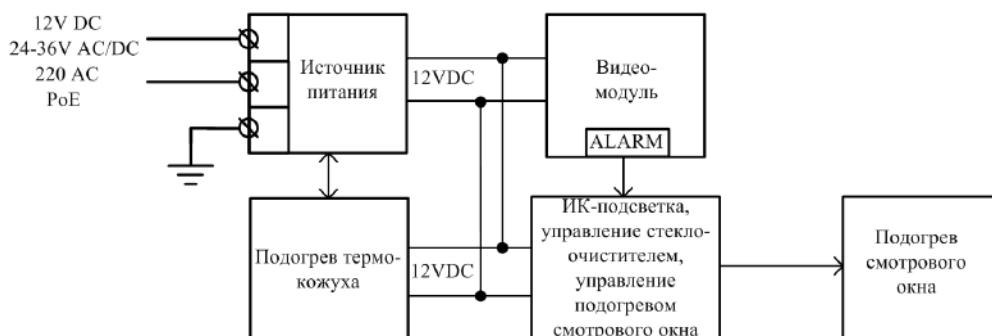 12V DC
24-36V AC/DC
220 AC
PoE
Источник
питания
12VDC
Видео-
модуль
ALARM
Подогрев термо-
кожуха
12VDC
ИК-подсветка,
управление стекло-
очистителем,
управление
подогревом
смотрового окна
Подогрев
смотрового
окна